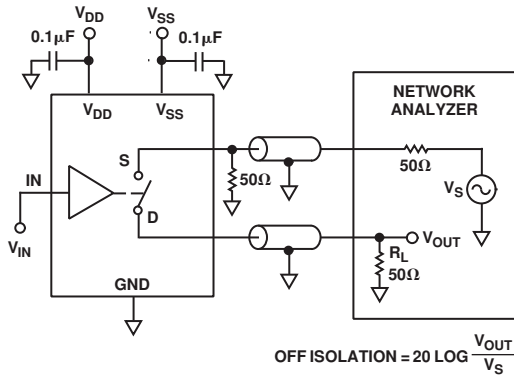 VDD
VSS
0.1μF
0.1μF
VDD
VSS
NETWORK
ANALYZER
S
50Ω
50Ω
IN
VS
D
VOUT
VIN
RL
50Ω
GND
OFF ISOLATION = 20 LOG VOUT
VS